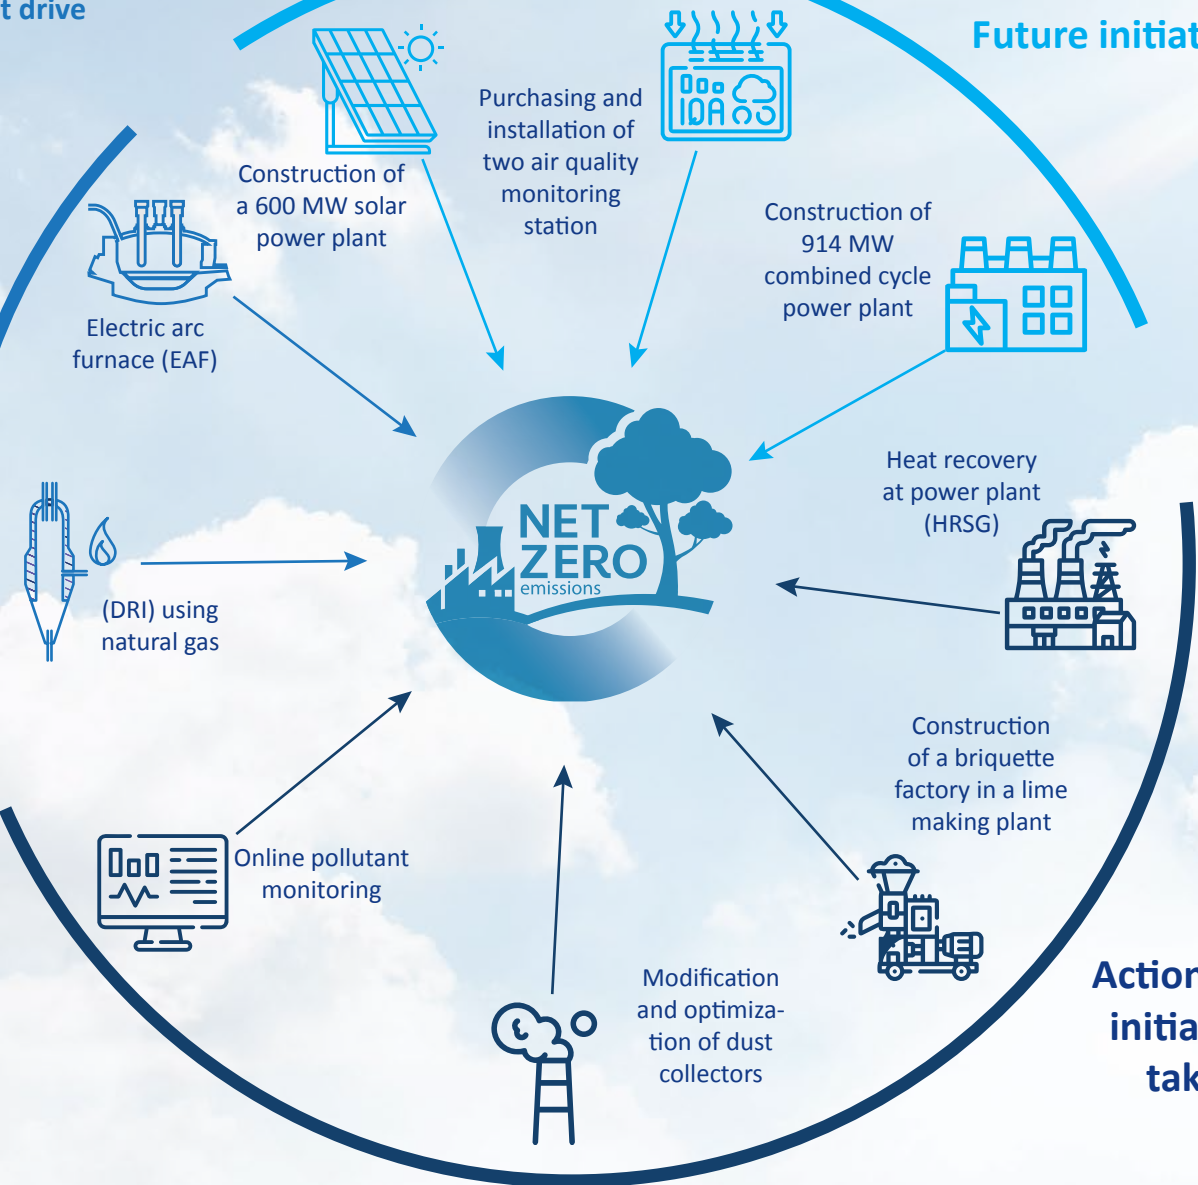 t drive
Future initiat
Purchasing and
installation of
two air quality
monitoring
station
IQA
Construction of
a 600 MW solar
power plant
Construction of
914 MW
combined cycle
power plant
Electric arc
furnace (EAF)
Heat recovery
at power plant
(HRSG)
NET
ZERO
emissions
(DRI) using
natural gas
Construction
of a briquette
factory in a lime
making plant
Online pollutant
monitoring
Modification
and optimiza-
tion of dust
collectors
Action
initia
tak